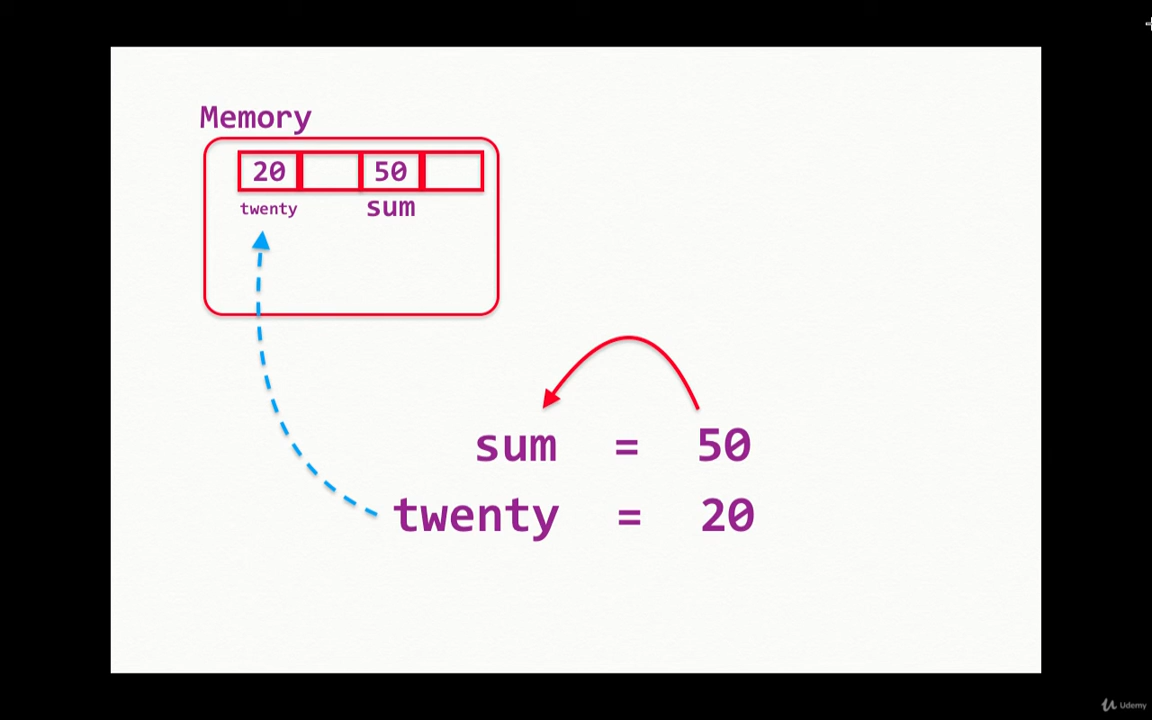 Memory
20 50
twenty sum
sum = 50
twenty = 20
Udemy